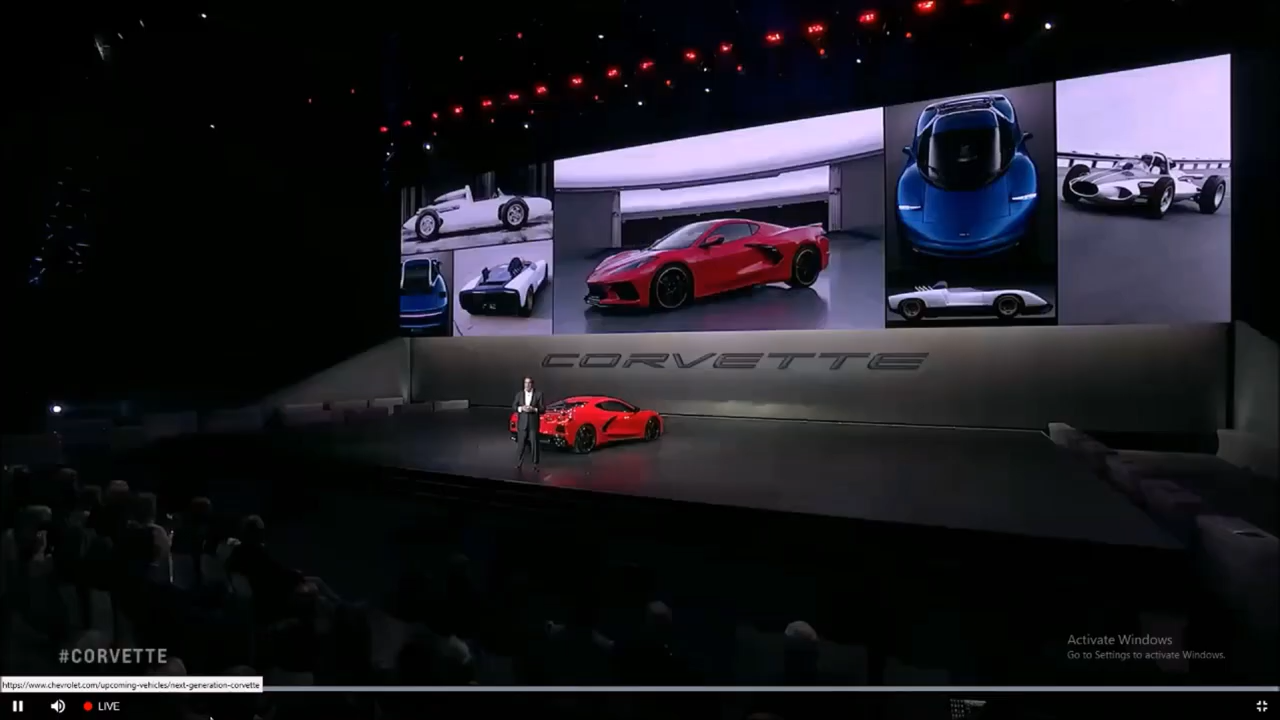 CORVETTE
#CORVETTE
Activate Windows
Go to Settings to activate Windows.
https://www.chevrolet.com/upcoming-vehicles/next-generation-corvette
LIVE